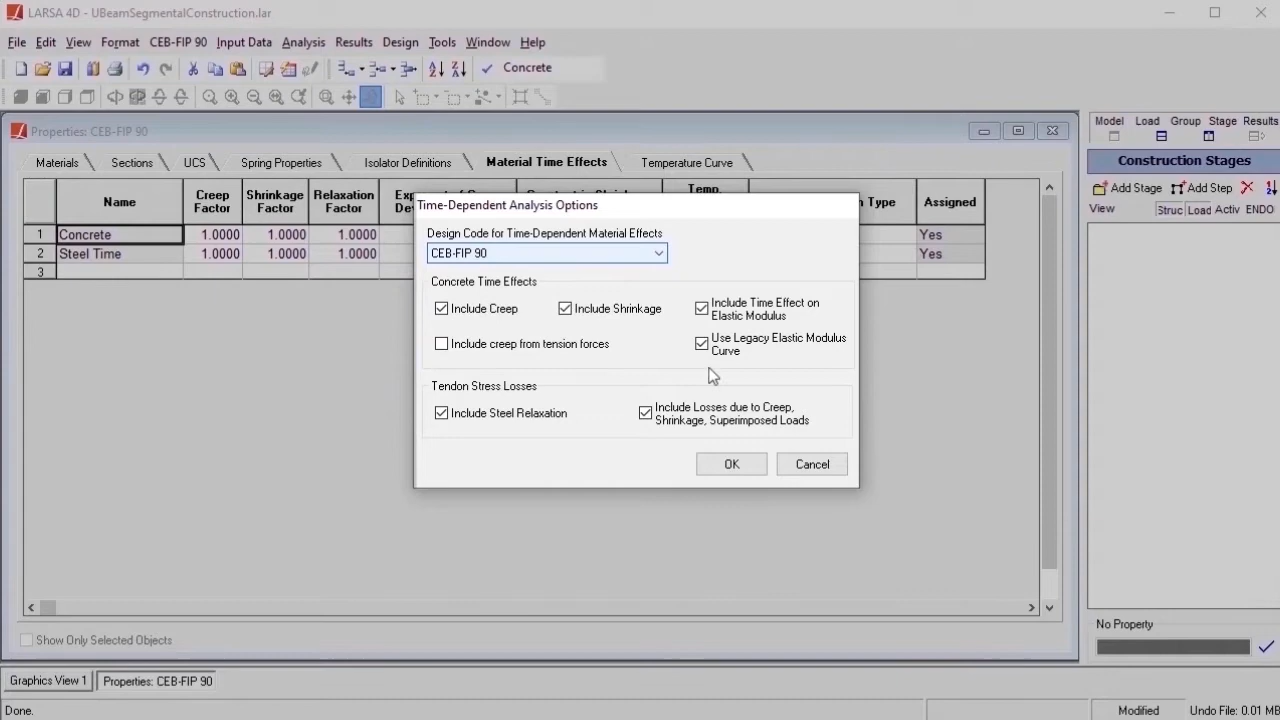 LARSA 4D - UBeamSegmentalConstruction.lar
File Edit View Format CEB-FIP 90 Input Data Analysis Results Design Tools Window Help
Concrete
Properties: CEB-FIP 90
Materials Sections UCS Spring Properties Isolator Definitions Material Time Effects Temperature Curve
Name Creep Factor Shrinkage Factor Relaxation Factor Temp. Type Assigned
1 Concrete 1.0000 1.0000 1.0000 Yes
2 Steel Time 1.0000 1.0000 1.0000 Yes
3
Time-Dependent Analysis Options
Design Code for Time-Dependent Material Effects
CEB-FIP 90
Concrete Time Effects
Include Creep
Include Shrinkage
Include Time Effect on
Elastic Modulus
Include creep from tension forces
Use Legacy Elastic Modulus
Curve
Tendon Stress Losses
Include Steel Relaxation
Include Losses due to Creep,
Shrinkage, Superimposed Loads
OK Cancel
Show Only Selected Objects
Model Load Group Stage Results
Construction Stages
Add Stage Add Step
View Struc Load Activ ENDO
No Property
Graphics View 1 Properties: CEB-FIP 90
Done. Modified Undo File: 0.01 MB